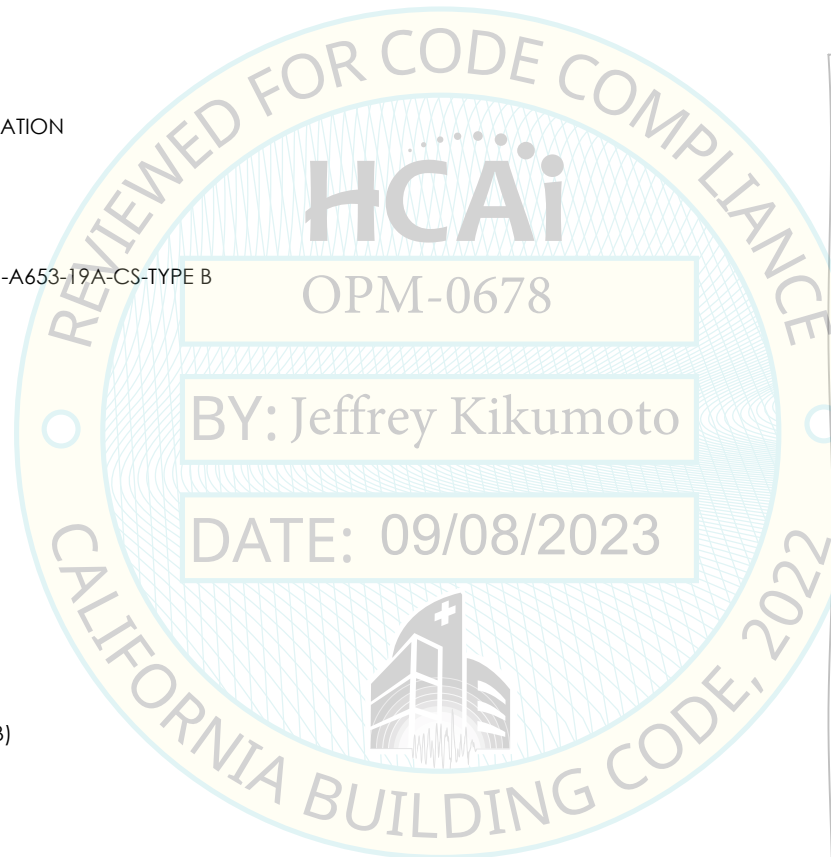 REVIEWED FOR CODE COMPLIANCE
ATION
HCAi
-A653-19A-CS-TYPE B
OPM-0678
BY: Jeffrey Kikumoto
DATE: 09/08/2023
3)
CALIFORNIA BUILDING CODE, 2022